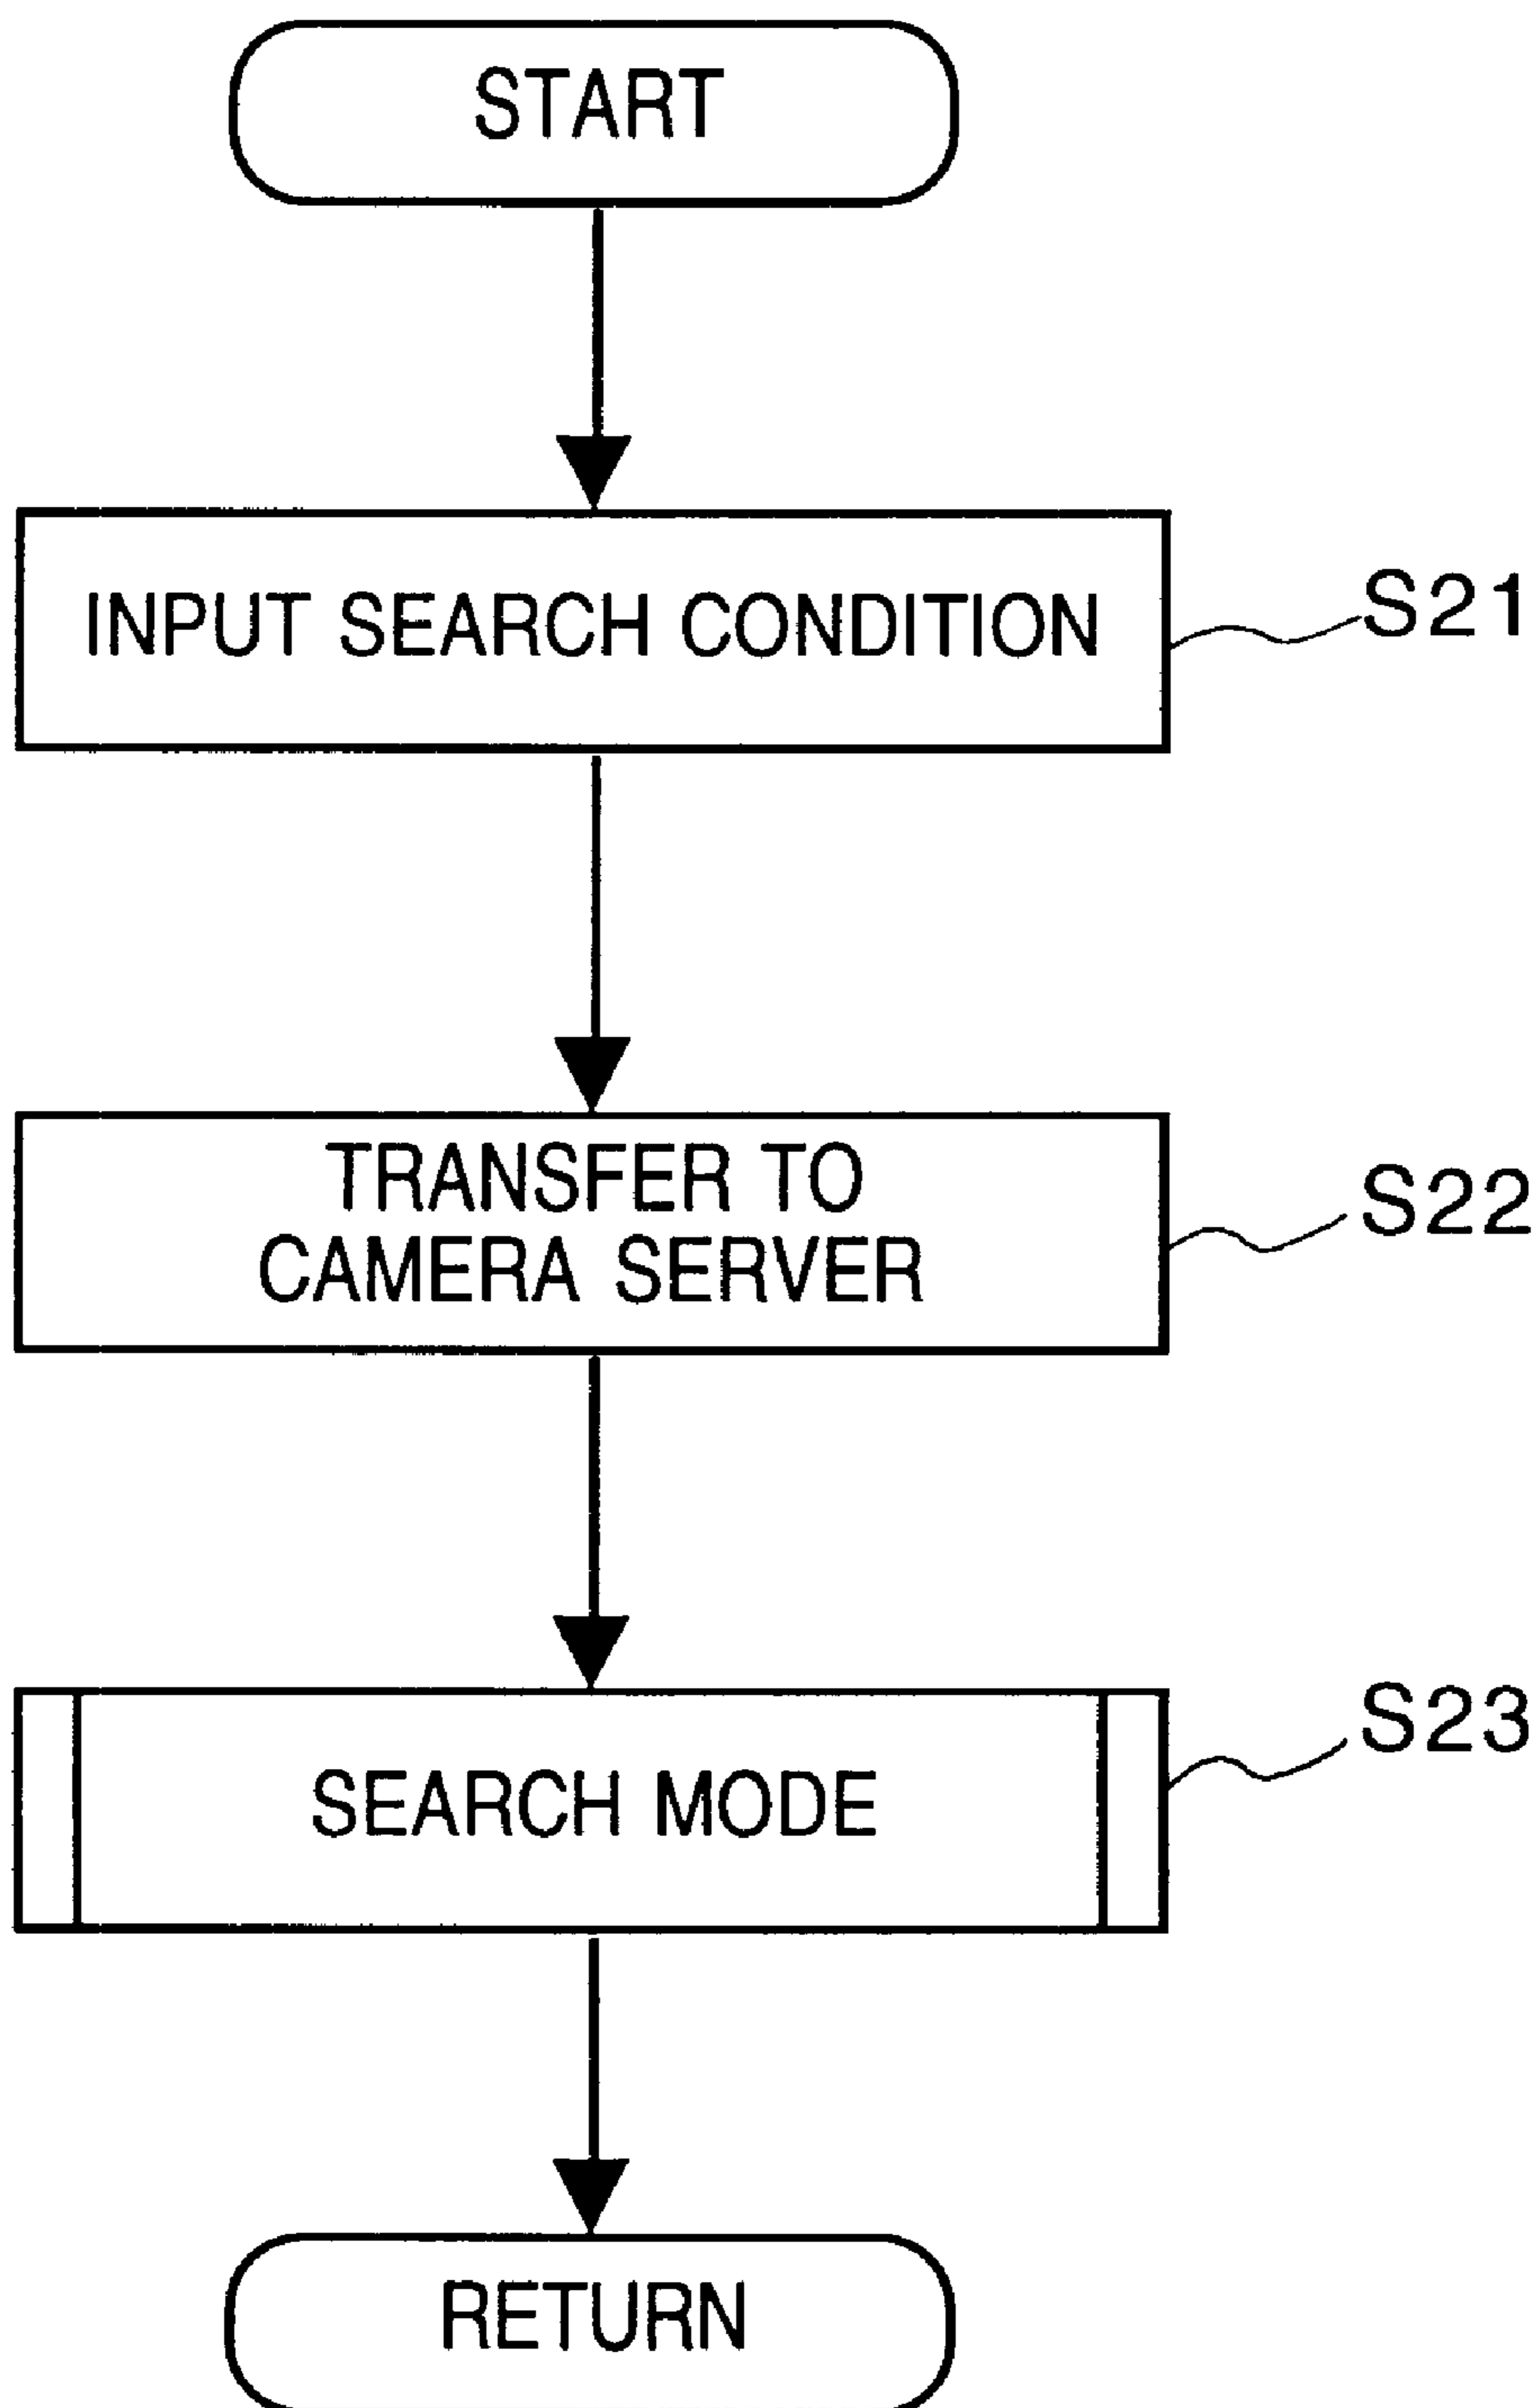 START
INPUT SEARCH CONDITION
S21
TRANSFER TO
CAMERA SERVER
S22
SEARCH MODE
S23
RETURN